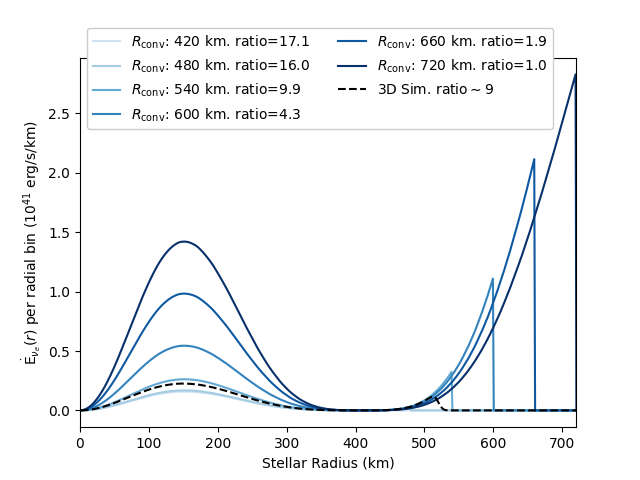 R_conv: 420 km. ratio=17.1
R_conv: 480 km. ratio=16.0
R_conv: 540 km. ratio=9.9
R_conv: 600 km. ratio=4.3
R_conv: 660 km. ratio=1.9
R_conv: 720 km. ratio=1.0
3D Sim. ratio ~ 9
Ė_{ν_e}(r) per radial bin (10^{41} erg/s/km)
2.5
2.0
1.5
1.0
0.5
0.0
0 100 200 300 400 500 600 700
Stellar Radius (km)